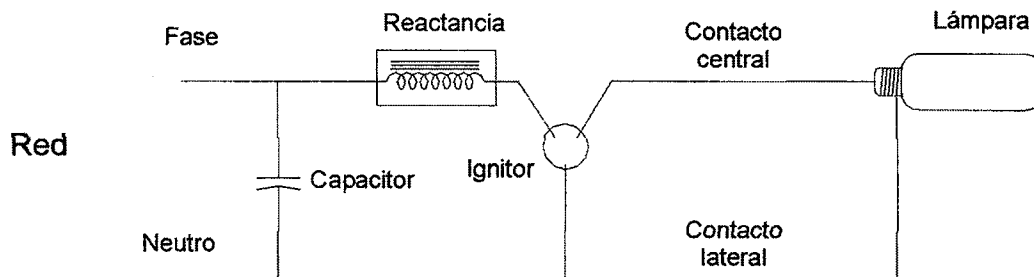 Reactancia
Fase
Contacto
central
Lámpara
Red
Capacitor
Ignitor
Neutro
Contacto
lateral